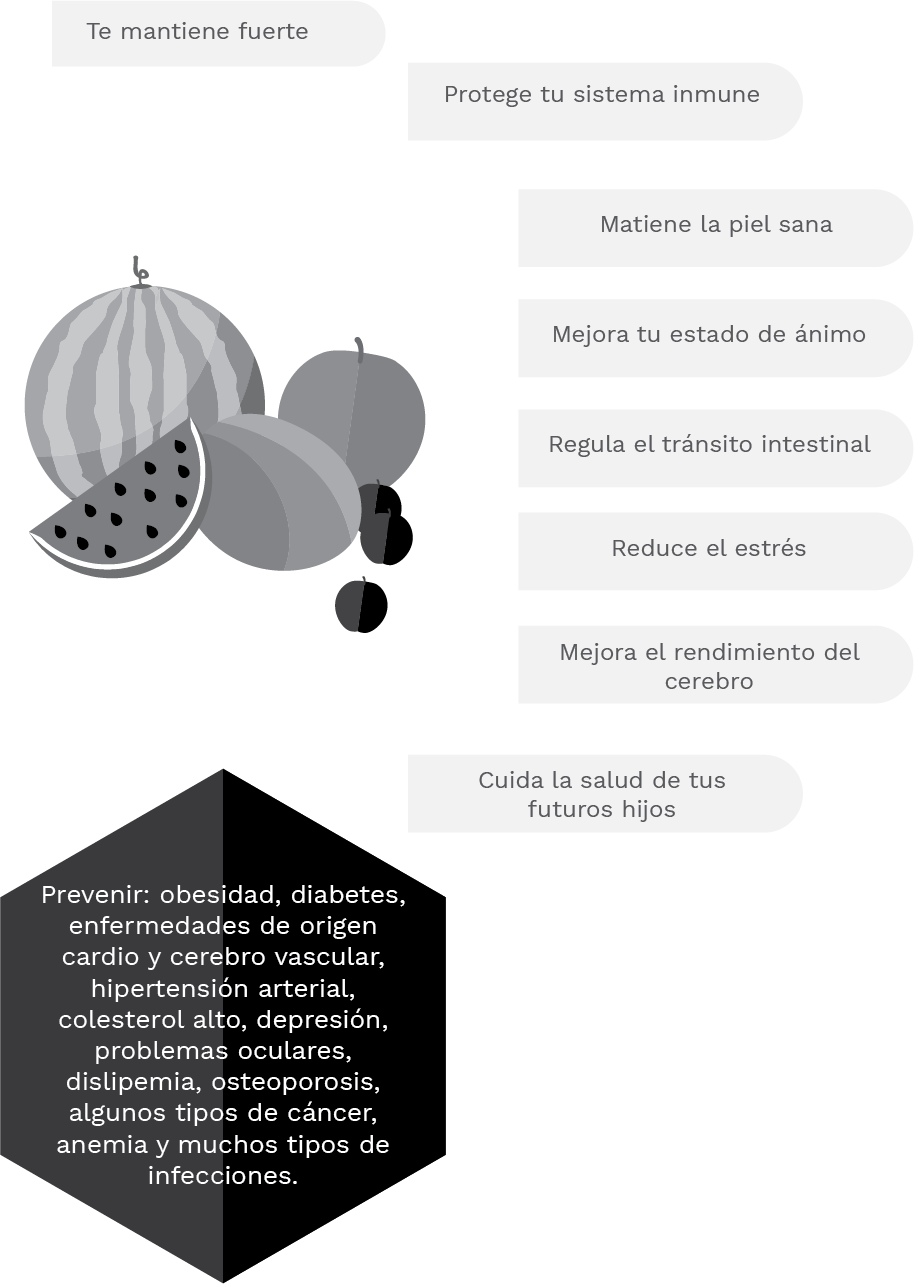 Te mantiene fuerte
Protege tu sistema inmune
Matiene la piel sana
Mejora tu estado de ánimo
Regula el tránsito intestinal
Reduce el estrés
Mejora el rendimiento del
cerebro
Cuida la salud de tus
futuros hijos
Prevenir: obesidad, diabetes,
enfermedades de origen
cardio y cerebro vascular,
hipertensión arterial,
colesterol alto, depresión,
problemas oculares,
dislipemia, osteoporosis,
algunos tipos de cáncer,
anemia y muchos tipos de
infecciones.